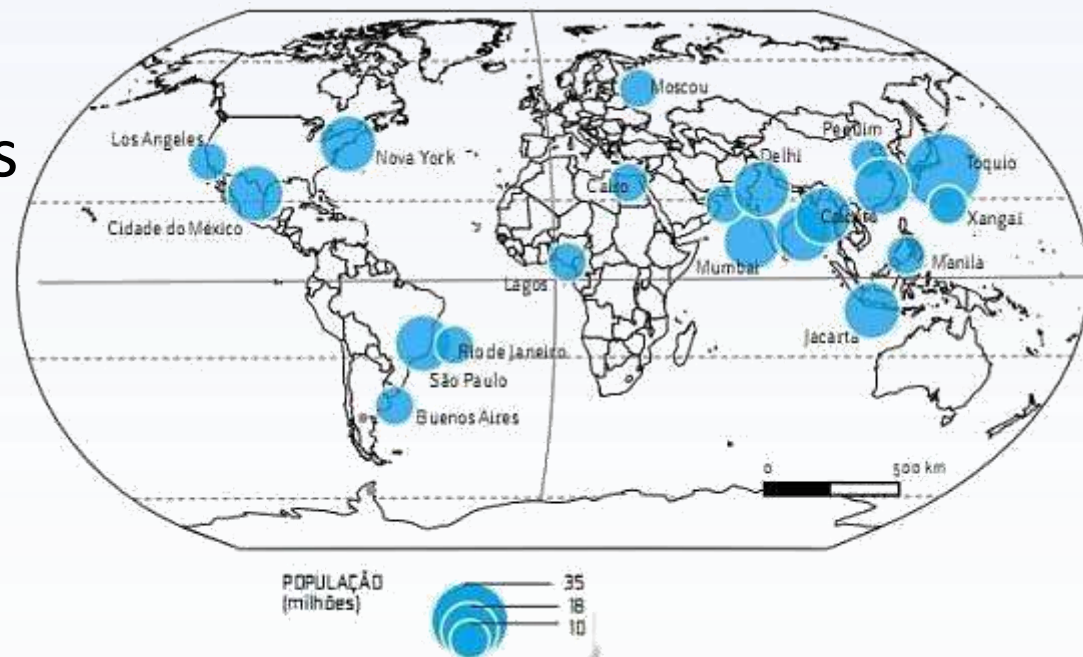 s
Los Angeles
Nova York
Cidade do México
Moscou
Pequim
Toquio
Delhi
Cairo
Calcutá
Xangai
Mumbai
Lagos
Manila
Jacarta
Rio de Janeiro
São Paulo
Buenos Aires
0 500 km
POPULAÇÃO
(milhões)
35
18
10